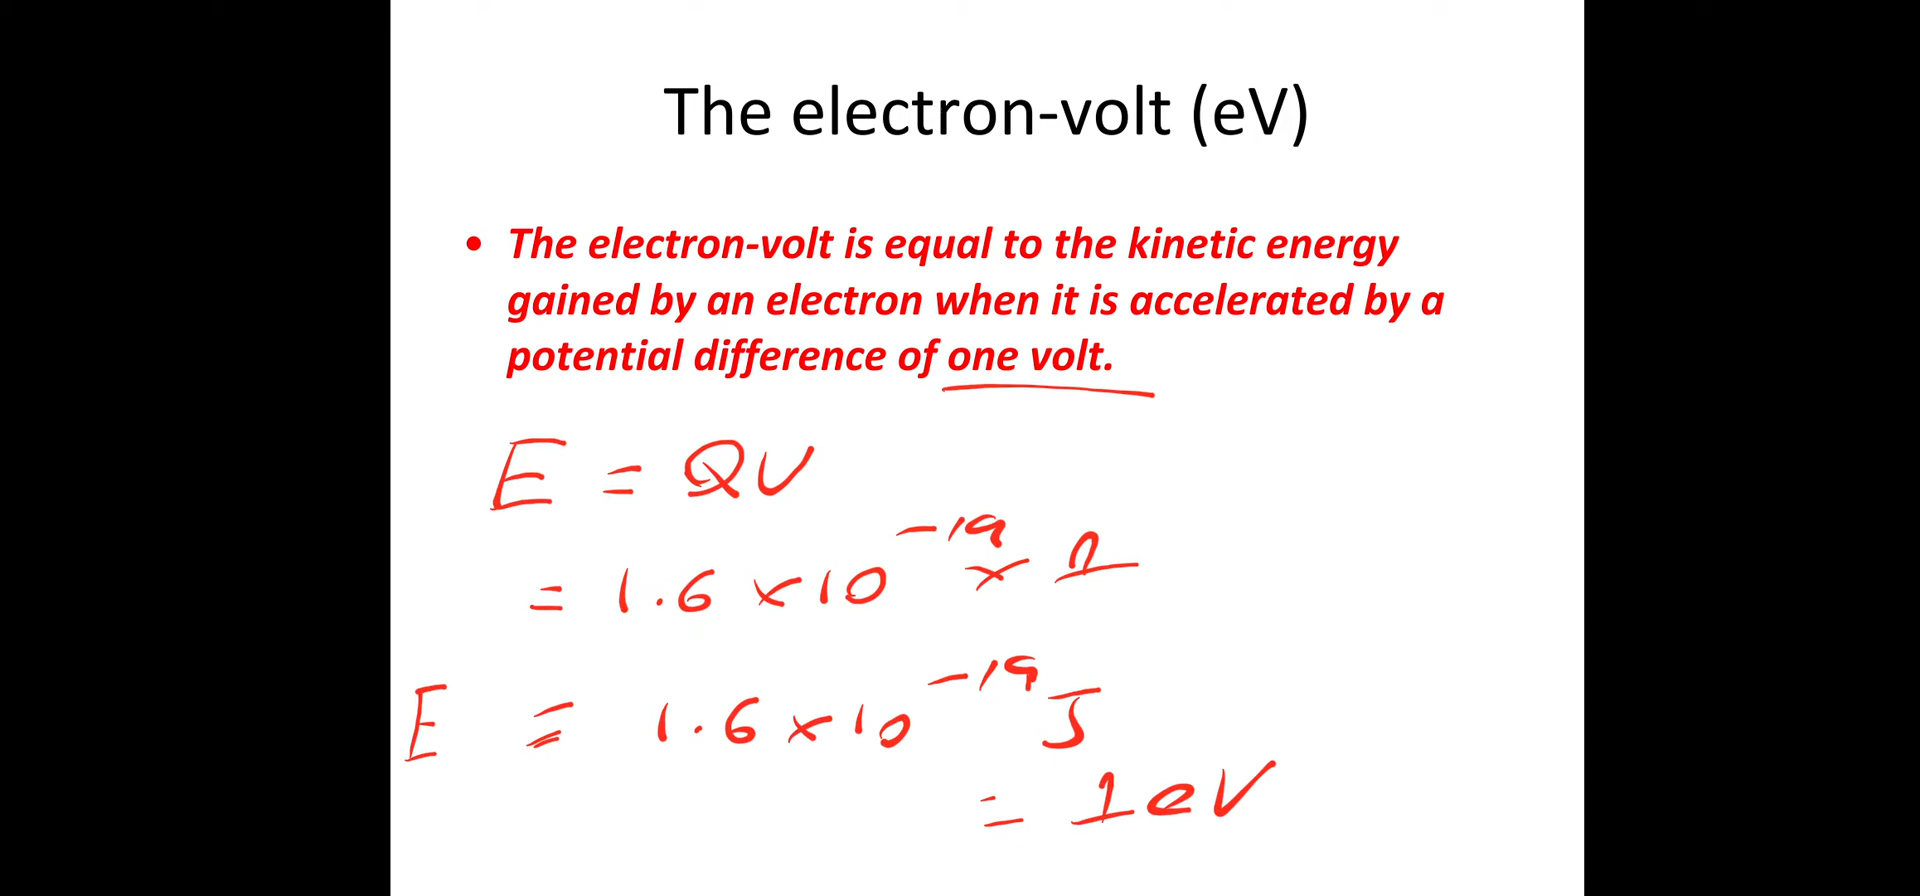 The electron-volt (eV)
• The electron-volt is equal to the kinetic energy
gained by an electron when it is accelerated by a
potential difference of one volt.
E = QV
= 1.6 × 10⁻¹⁹ × 1
E = 1.6 × 10⁻¹⁹ J
= 1eV